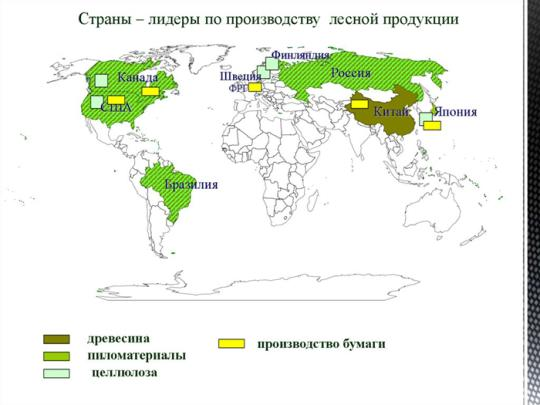 Страны – лидеры по производству лесной продукции
Финляндия
Канада
Швеция
Россия
ФРГ
США
Китай
Япония
Бразилия
древесина
производство бумаги
пиломатериалы
целлюлоза